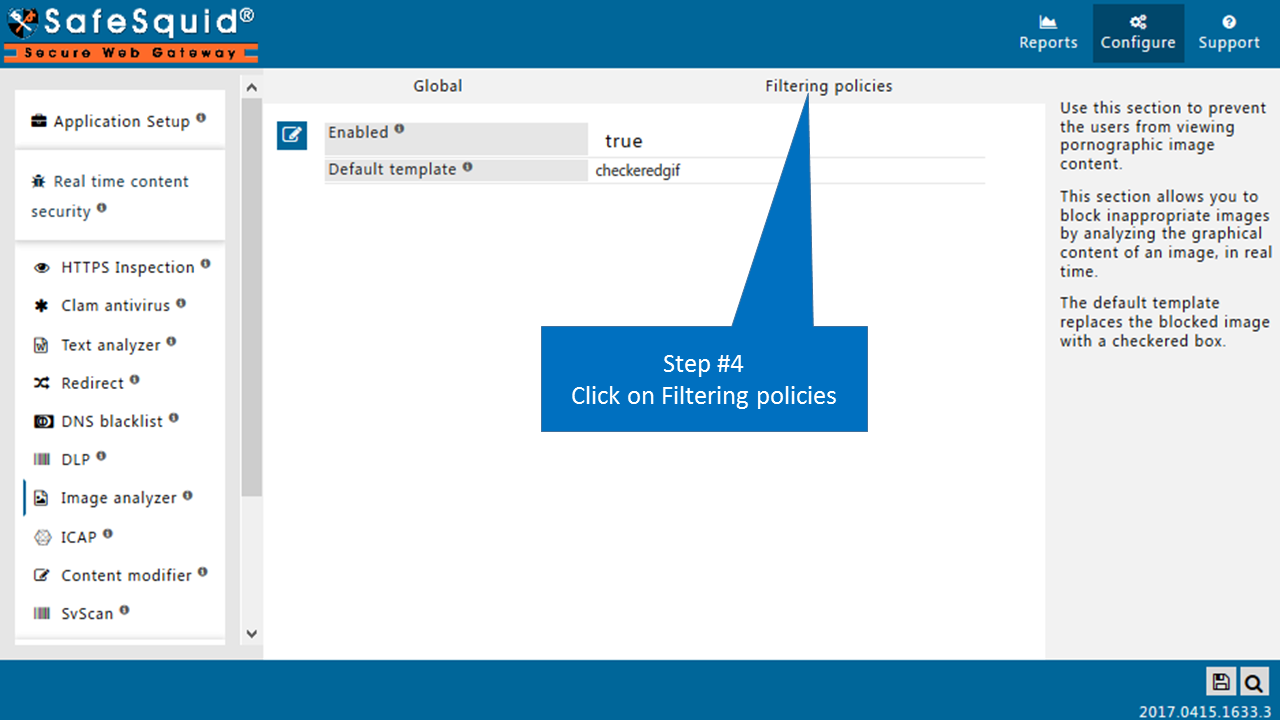 SafeSquid®
Secure Web Gateway
Reports
Configure
Support
Global
Filtering policies
Application Setup
Real time content
security
HTTPS Inspection
Clam antivirus
Text analyzer
Redirect
DNS blacklist
DLP
Image analyzer
ICAP
Content modifier
SvScan
Enabled
true
Default template
checkeredgif
Step #4
Click on Filtering policies
Use this section to prevent
the users from viewing
pornographic image
content.
This section allows you to
block inappropriate images
by analyzing the graphical
content of an image, in real
time.
The default template
replaces the blocked image
with a checkered box.
2017.0415.1633.3